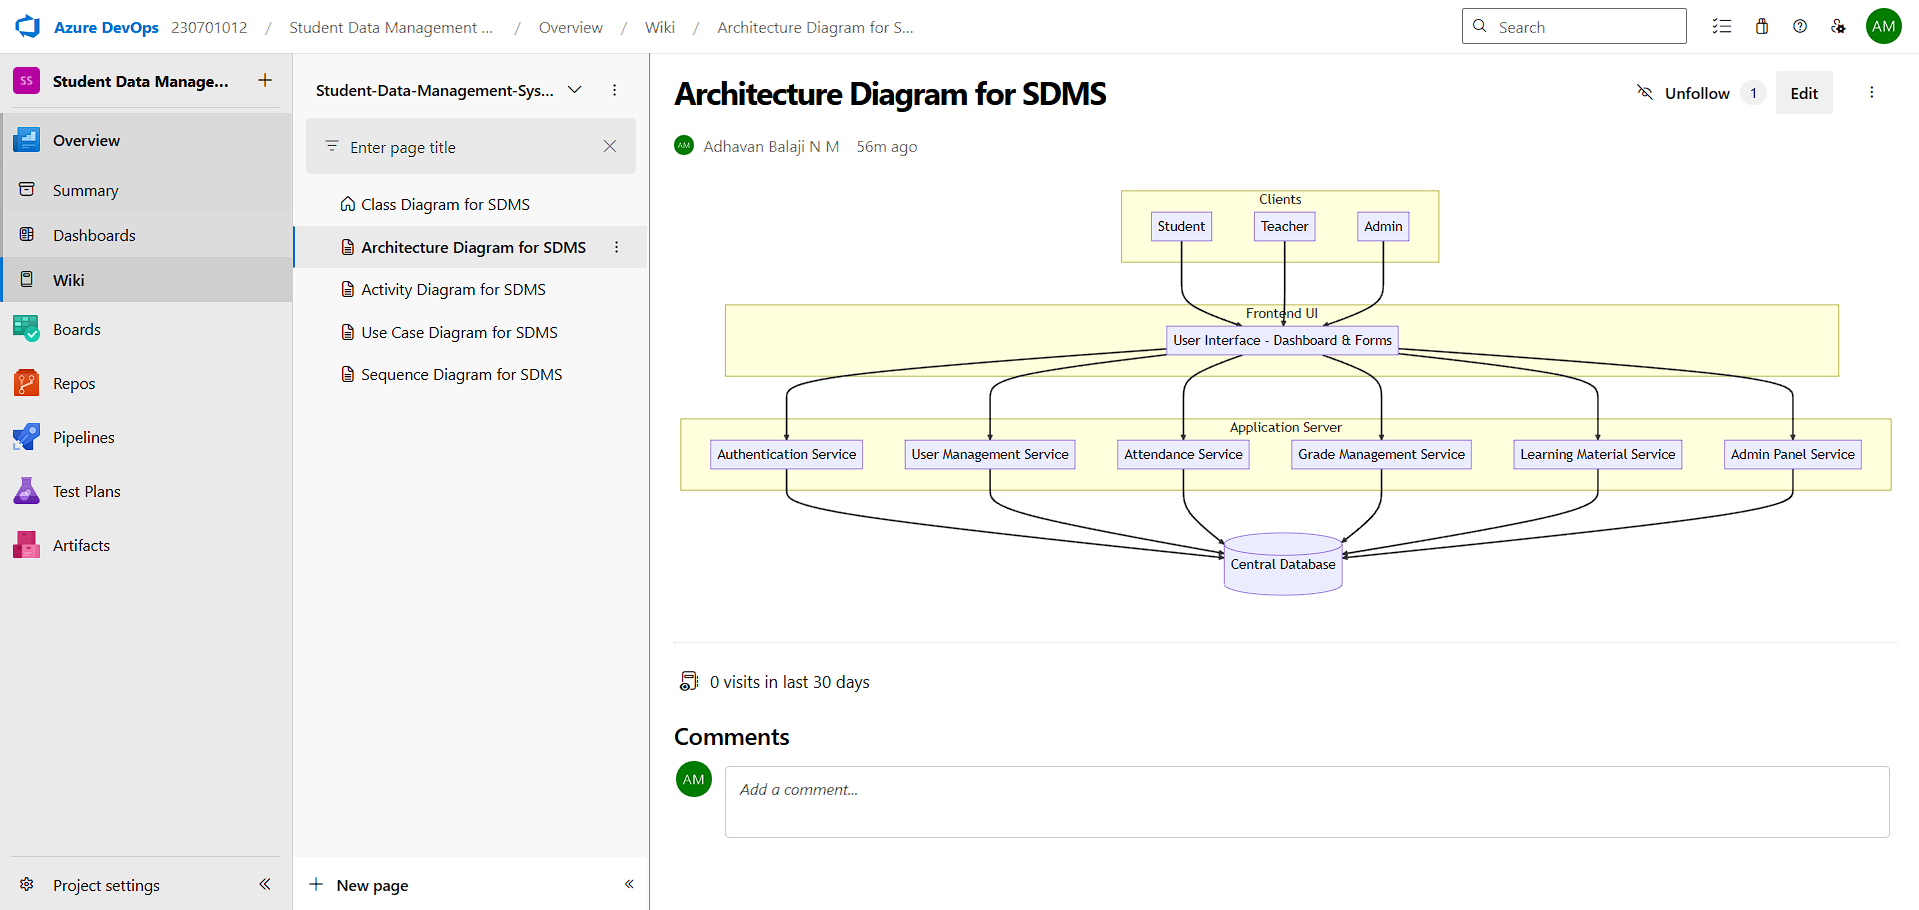 Azure DevOps 230701012 / Student Data Management ... / Overview / Wiki / Architecture Diagram for S...
Search
AM
SS Student Data Manage...
Overview
Summary
Dashboards
Wiki
Boards
Repos
Pipelines
Test Plans
Artifacts
Project settings
Student-Data-Management-Sys...
Enter page title
Class Diagram for SDMS
Architecture Diagram for SDMS
Activity Diagram for SDMS
Use Case Diagram for SDMS
Sequence Diagram for SDMS
New page
Architecture Diagram for SDMS
Unfollow 1 Edit
AM Adhavan Balaji N M 56m ago
Clients
Student Teacher Admin
Frontend UI
User Interface - Dashboard & Forms
Application Server
Authentication Service User Management Service Attendance Service Grade Management Service Learning Material Service Admin Panel Service
Central Database
0 visits in last 30 days
Comments
AM Add a comment...